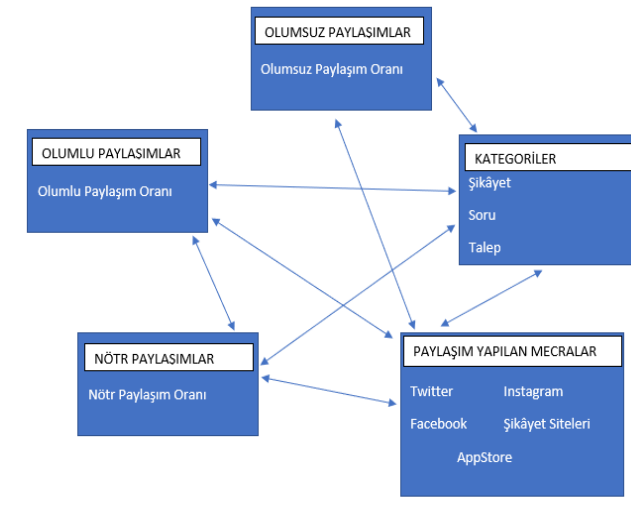 OLUMSUZ PAYLAŞIMLAR
Olumsuz Paylaşım Oranı
OLUMLU PAYLAŞIMLAR
Olumlu Paylaşım Oranı
KATEGORİLER
Şikâyet
Soru
Talep
NÖTR PAYLAŞIMLAR
Nötr Paylaşım Oranı
PAYLAŞIM YAPILAN MECRALAR
Twitter Instagram
Facebook Şikâyet Siteleri
AppStore